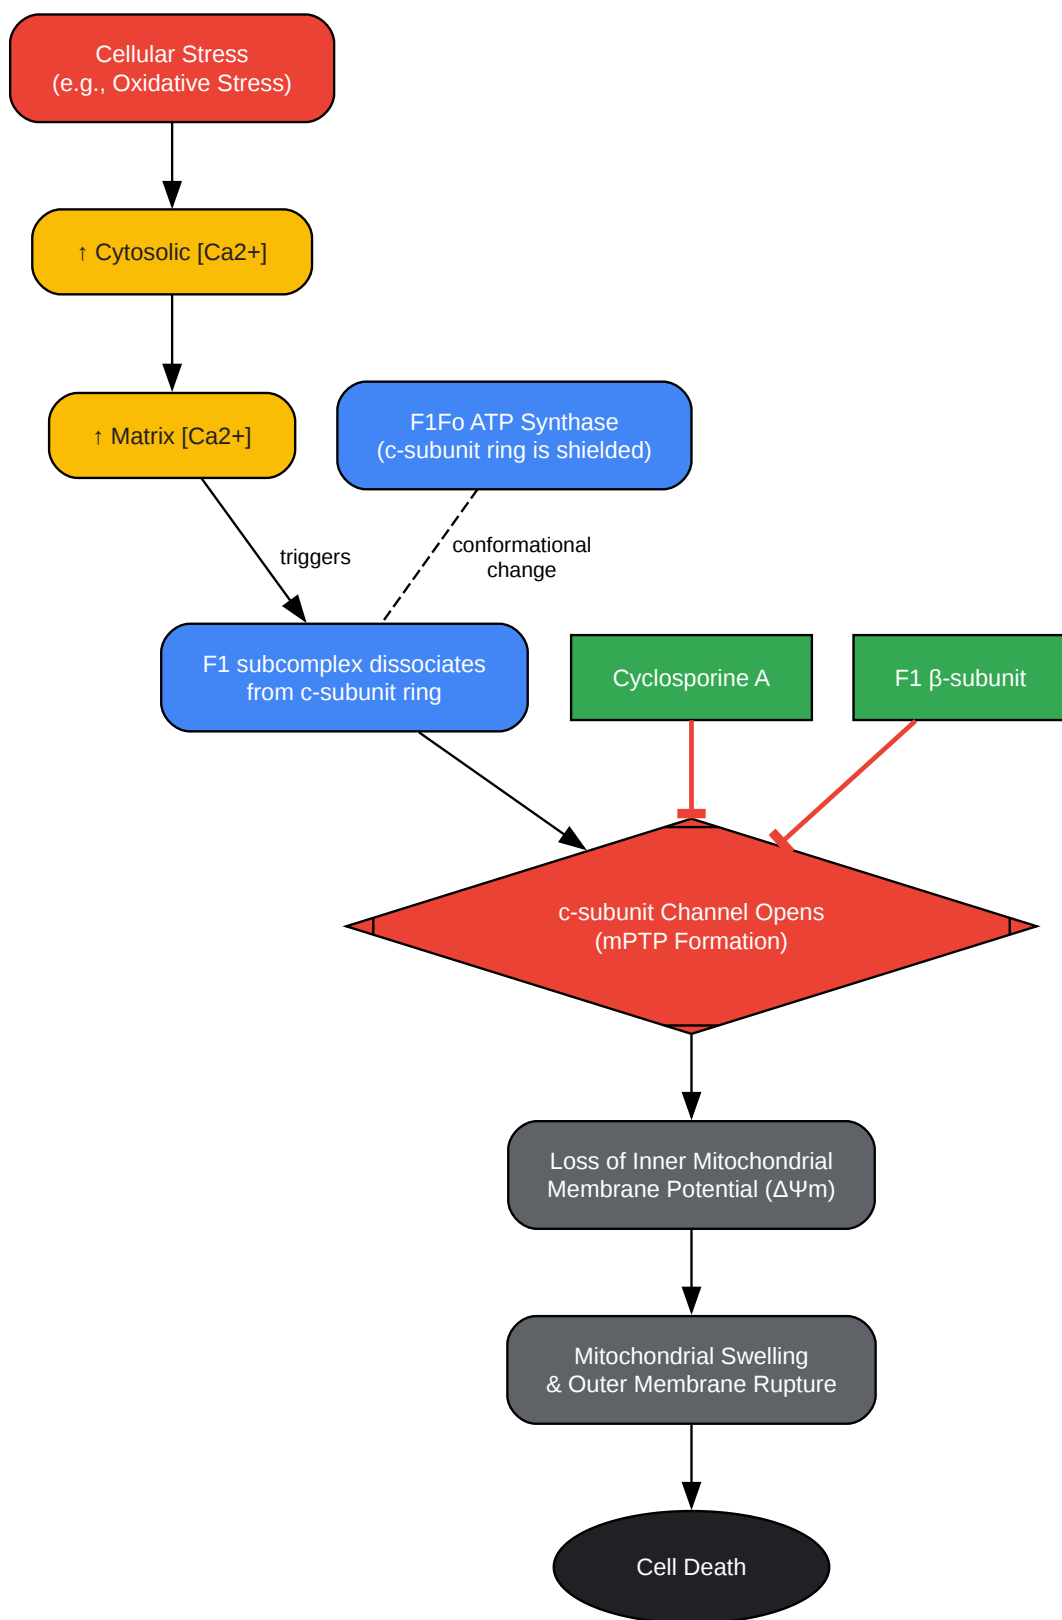 Cellular Stress
(e.g., Oxidative Stress)
↑ Cytosolic [Ca2+]
↑ Matrix [Ca2+]
F1Fo ATP Synthase
(c-subunit ring is shielded)
triggers
conformational
change
F1 subcomplex dissociates
from c-subunit ring
Cyclosporine A
F1 β-subunit
c-subunit Channel Opens
(mPTP Formation)
Loss of Inner Mitochondrial
Membrane Potential (ΔΨm)
Mitochondrial Swelling
& Outer Membrane Rupture
Cell Death